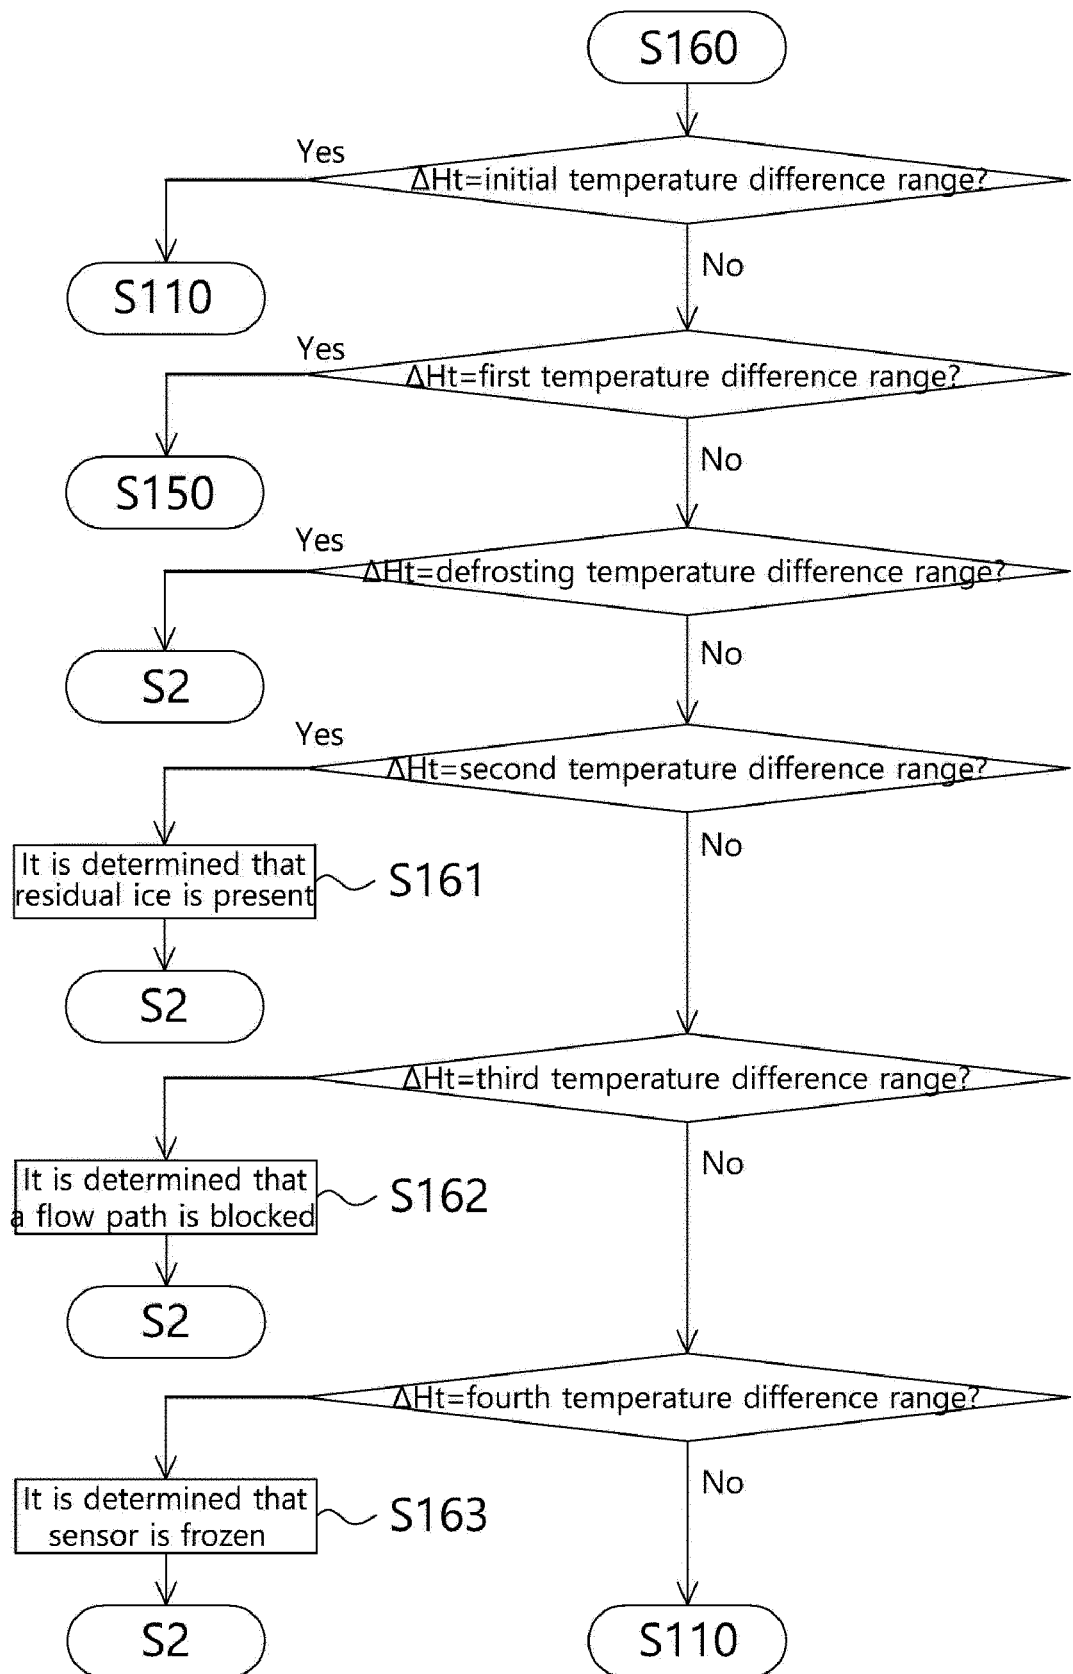 S160
Yes
ΔHt=initial temperature difference range?
No
S110
Yes
ΔHt=first temperature difference range?
No
S150
Yes
ΔHt=defrosting temperature difference range?
No
S2
Yes
ΔHt=second temperature difference range?
No
It is determined that
residual ice is present
S161
S2
ΔHt=third temperature difference range?
No
It is determined that
a flow path is blocked
S162
S2
ΔHt=fourth temperature difference range?
No
It is determined that
sensor is frozen
S163
S2
S110